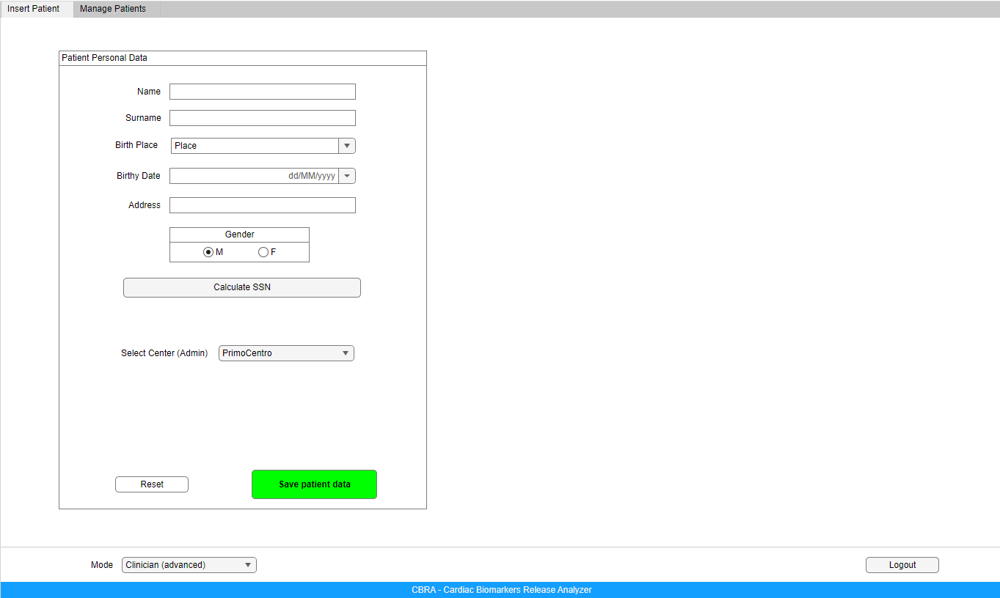 Insert Patient Manage Patients
Patient Personal Data
Name
Surname
Birth Place Place
Birthy Date dd/MM/yyyy
Address
Gender
M F
Calculate SSN
Select Center (Admin) PrimoCentro
Reset Save patient data
Mode Clinician (advanced) Logout
CBRA - Cardiac Biomarkers Release Analyzer